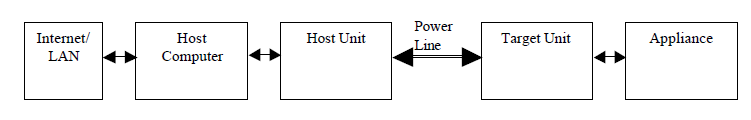 Internet/
LAN
Host
Computer
Host Unit
Power
Line
Target Unit
Appliance